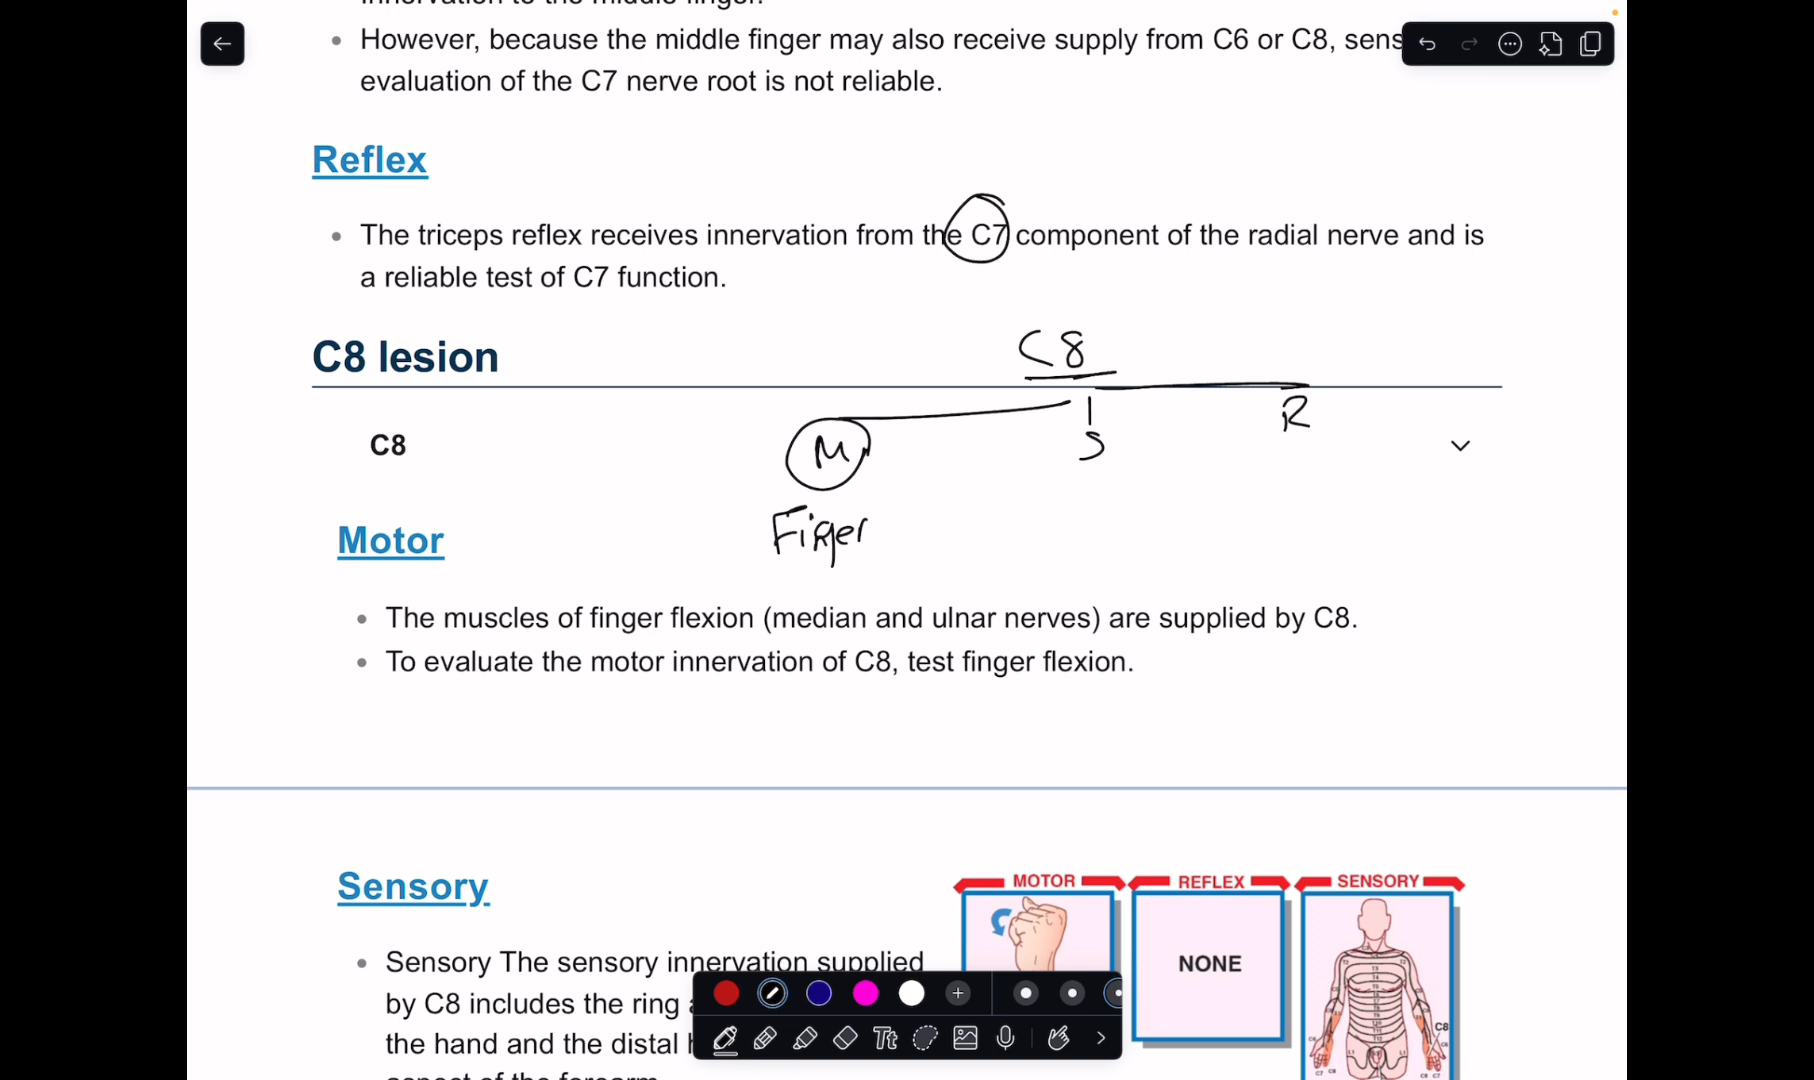 However, because the middle finger may also receive supply from C6 or C8, sens
evaluation of the C7 nerve root is not reliable.
Reflex
The triceps reflex receives innervation from the C7 component of the radial nerve and is
a reliable test of C7 function.
C8 lesion
C8
C8
M
S
R
Finger
Motor
The muscles of finger flexion (median and ulnar nerves) are supplied by C8.
To evaluate the motor innervation of C8, test finger flexion.
Sensory
Sensory The sensory innervation supplied
by C8 includes the ring
the hand and the distal
MOTOR
REFLEX
SENSORY
NONE
C8
Tt